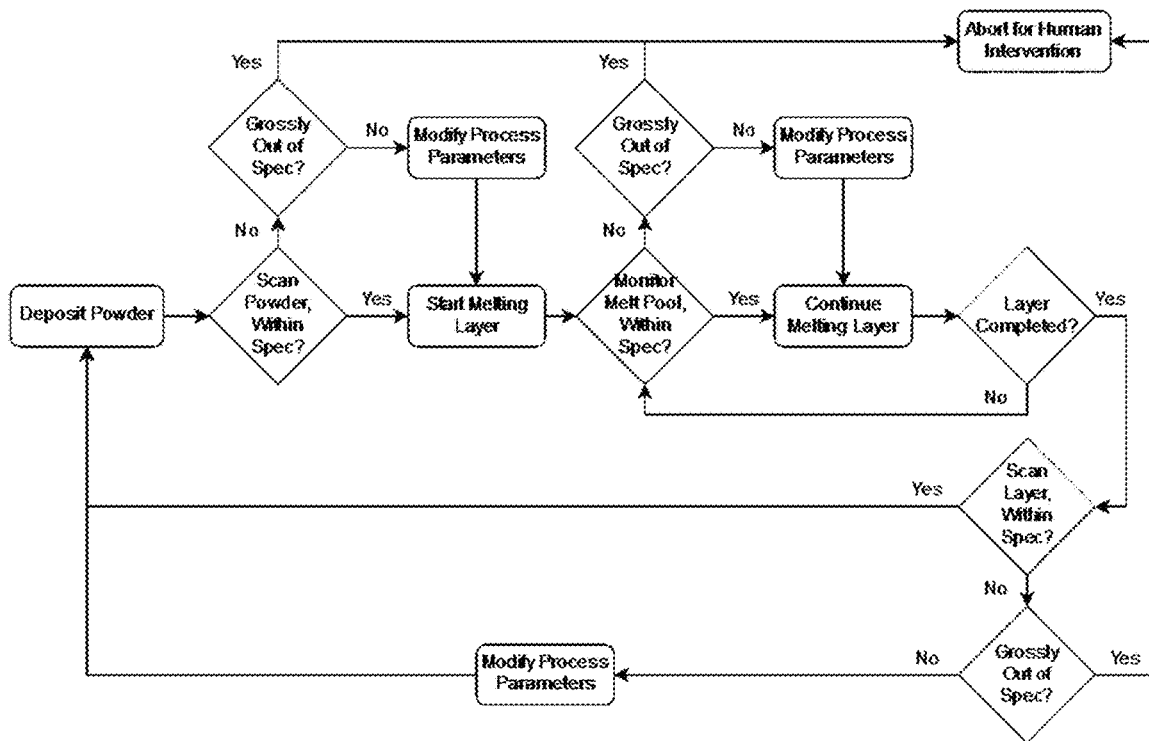 Abort for Human
Intervention
Yes
Yes
Grossly
Out of
Spec?
No
Modify Process
Parameters
Grossly
Out of
Spec?
No
Modify Process
Parameters
No
No
Deposit Powder
Scan
Powder,
Within
Spec?
Yes
Start Melting
Layer
Monitor
Melt Pool,
Within
Spec?
Yes
Continue
Melting Layer
Layer
Completed?
Yes
No
Scan
Layer,
Within
Spec?
Yes
No
Grossly
Out of
Spec?
No
Yes
Modify Process
Parameters